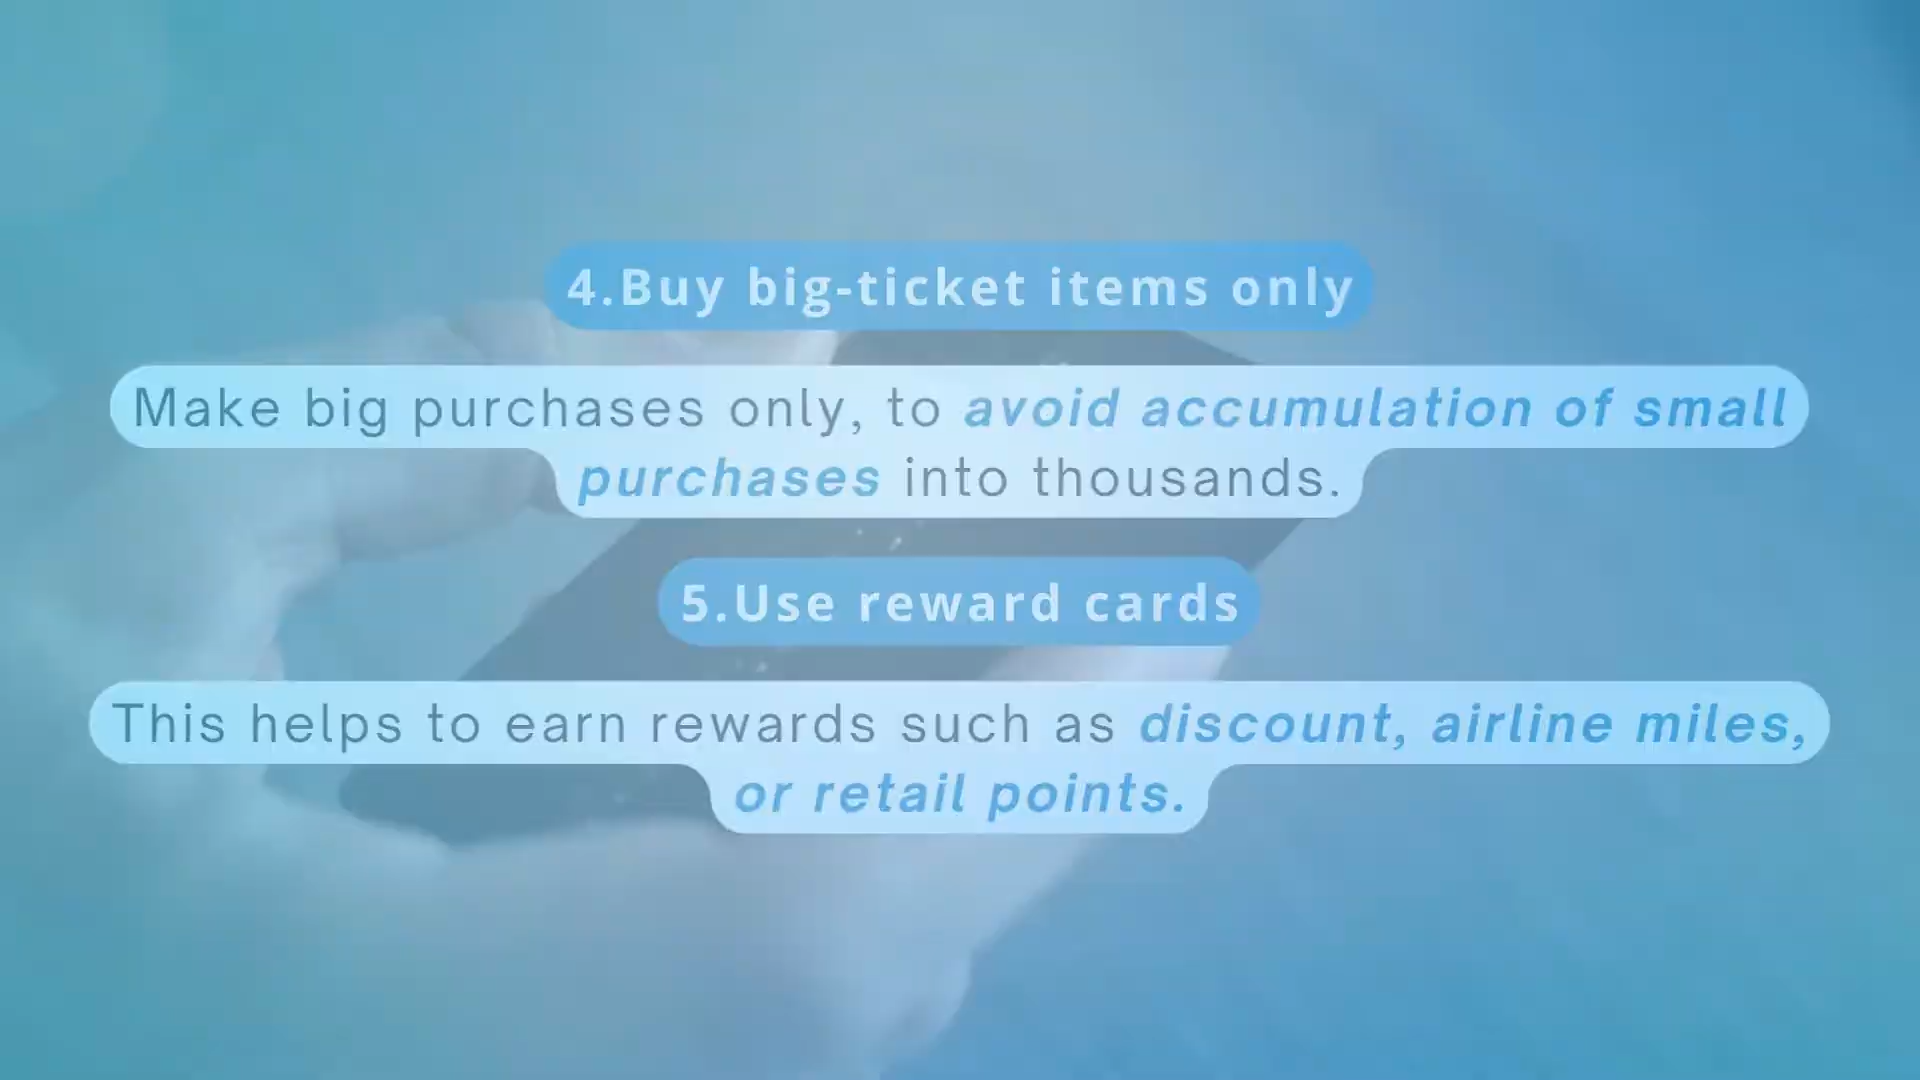 4.Buy big-ticket items only
Make big purchases only, to avoid accumulation of small
purchases into thousands.
5.Use reward cards
This helps to earn rewards such as discount, airline miles,
or retail points.